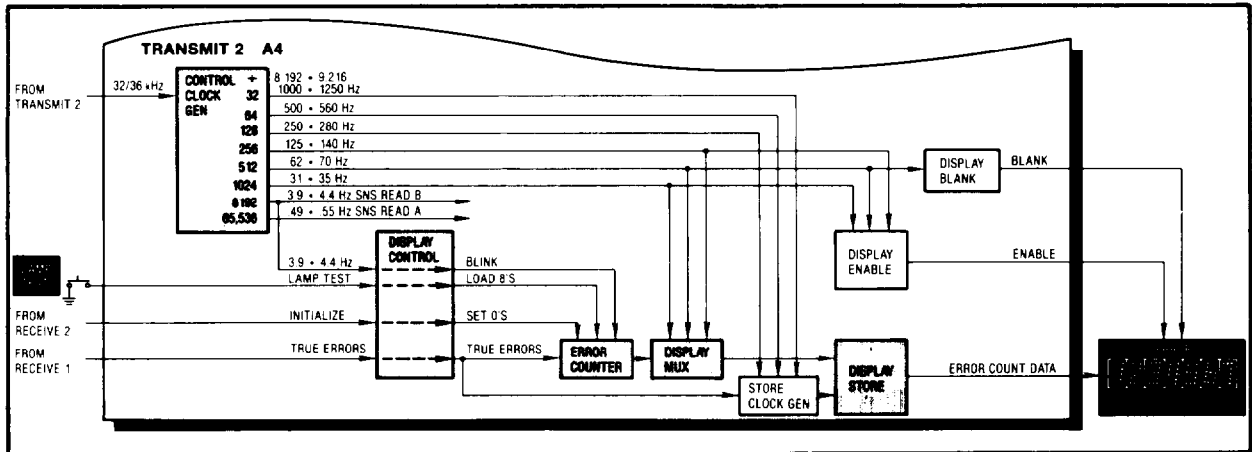 TRANSMIT 2 A4
FROM
TRANSMIT 2
32/36 kHz
CONTROL
CLOCK
GEN
÷
32
64
128
256
512
1024
8192
65,536
8 192 • 9.216
1000 • 1250 Hz
500 • 560 Hz
250 • 280 Hz
125 • 140 Hz
62 • 70 Hz
31 • 35 Hz
3.9 • 4.4 Hz SNS READ B
49 • .55 Hz SNS READ A
DISPLAY
BLANK
BLANK
DISPLAY
CONTROL
3.9 • 4.4 Hz
BLINK
LAMP TEST
LOAD 8'S
DISPLAY
ENABLE
ENABLE
FROM
RECEIVE 2
INITIALIZE
SET 0'S
FROM
RECEIVE 1
TRUE ERRORS
TRUE ERRORS
ERROR
COUNTER
DISPLAY
MUX
STORE
CLOCK GEN
DISPLAY
STORE
ERROR COUNT DATA